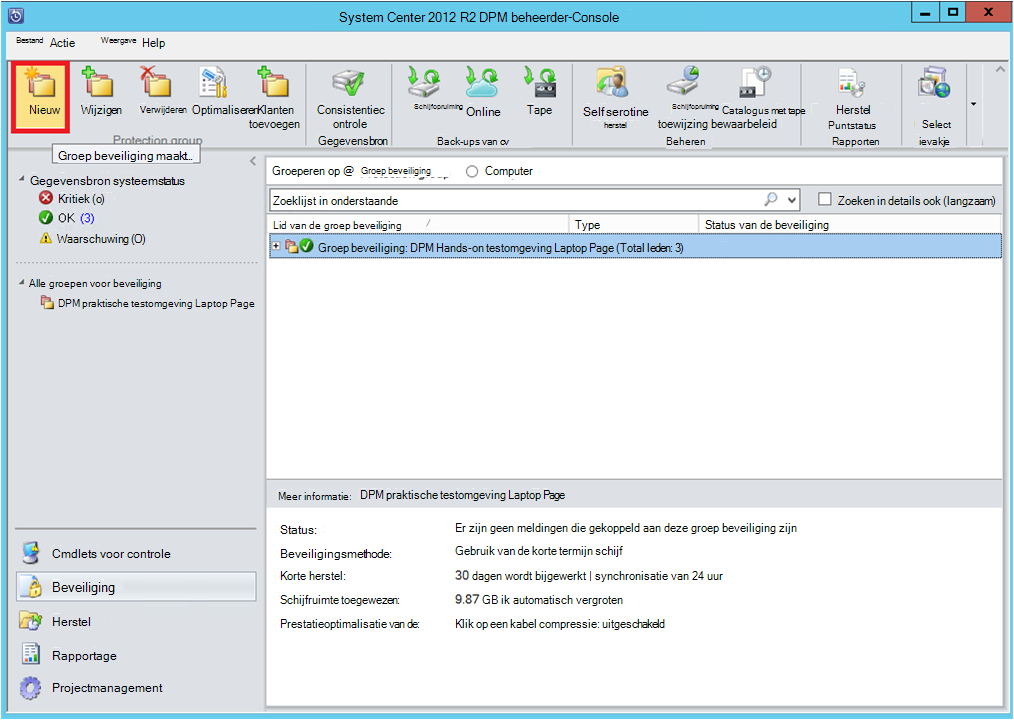 System Center 2012 R2 DPM beheerder-Console
Bestand Actie Weergave Help
Nieuw Wijzigen Verwijderen Optimaliseren Klanten toevoegen
Protection group
Consistentiec ontrole
Gegevensbron
Schijfopruiming Online Tape
Back-ups van ov
Selfserotine herstel
Schijfopruiming toewijzing
Catalogus met tape bewaarbeleid
Beheren
Herstel Puntstatus
Rapporten
Select
ievakje
Groep beveiliging maakt...
Gegevensbron systeemstatus
Kritiek (o)
OK (3)
Waarschuwing (O)
Alle groepen voor beveiliging
DPM praktische testomgeving Laptop Page
Groeperen op @ Groep beveiliging Computer
Zoeklijst in onderstaande
Zoeken in details ook (langzaam)
Lid van de groep beveiliging / Type Status van de beveiliging
Groep beveiliging: DPM Hands-on testomgeving Laptop Page (Total leden: 3)
Meer informatie: DPM praktische testomgeving Laptop Page
Status: Er zijn geen meldingen die gekoppeld aan deze groep beveiliging zijn
Beveiligingsmethode: Gebruik van de korte termijn schijf
Korte herstel: 30 dagen wordt bijgewerkt | synchronisatie van 24 uur
Schijfruimte toegewezen: 9.87 GB ik automatisch vergroten
Prestatieoptimalisatie van de: Klik op een kabel compressie: uitgeschakeld
Cmdlets voor controle
Beveiliging
Herstel
Rapportage
Projectmanagement